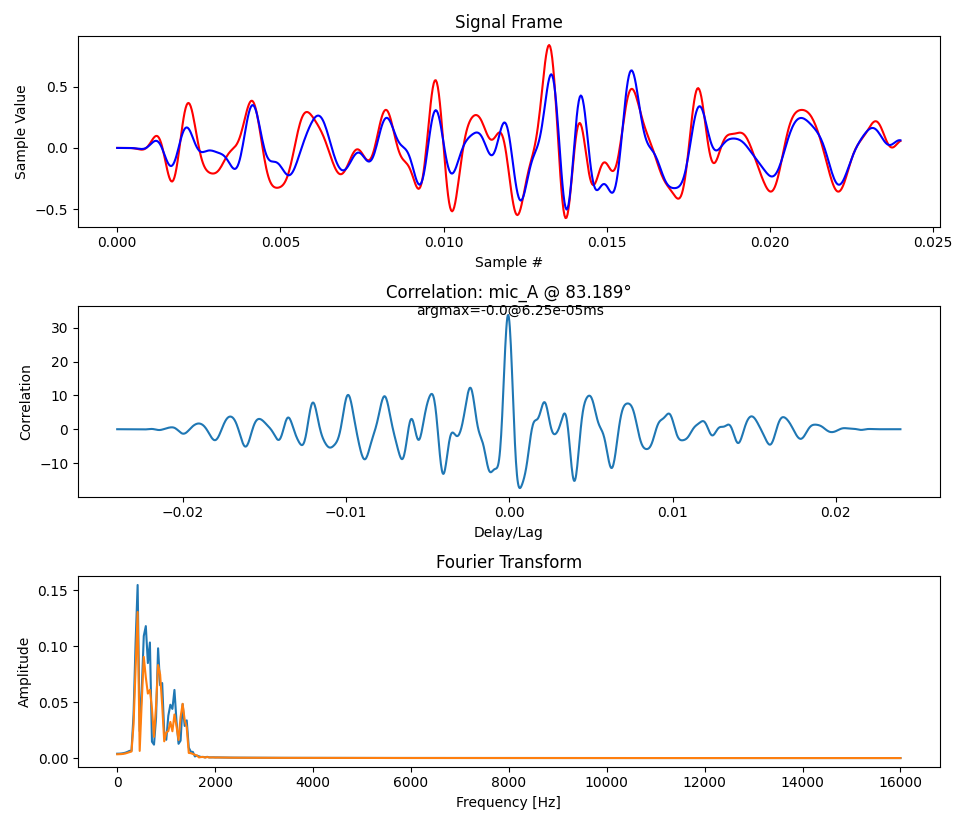 Signal Frame
Sample Value
0.5
0.0
−0.5
0.000 0.005 0.010 0.015 0.020 0.025
Sample #
Correlation: mic_A @ 83.189°
argmax=-0.0@6.25e-05ms
Correlation
30
20
10
0
−10
−0.02 −0.01 0.00 0.01 0.02
Delay/Lag
Fourier Transform
Amplitude
0.15
0.10
0.05
0.00
0 2000 4000 6000 8000 10000 12000 14000 16000
Frequency [Hz]